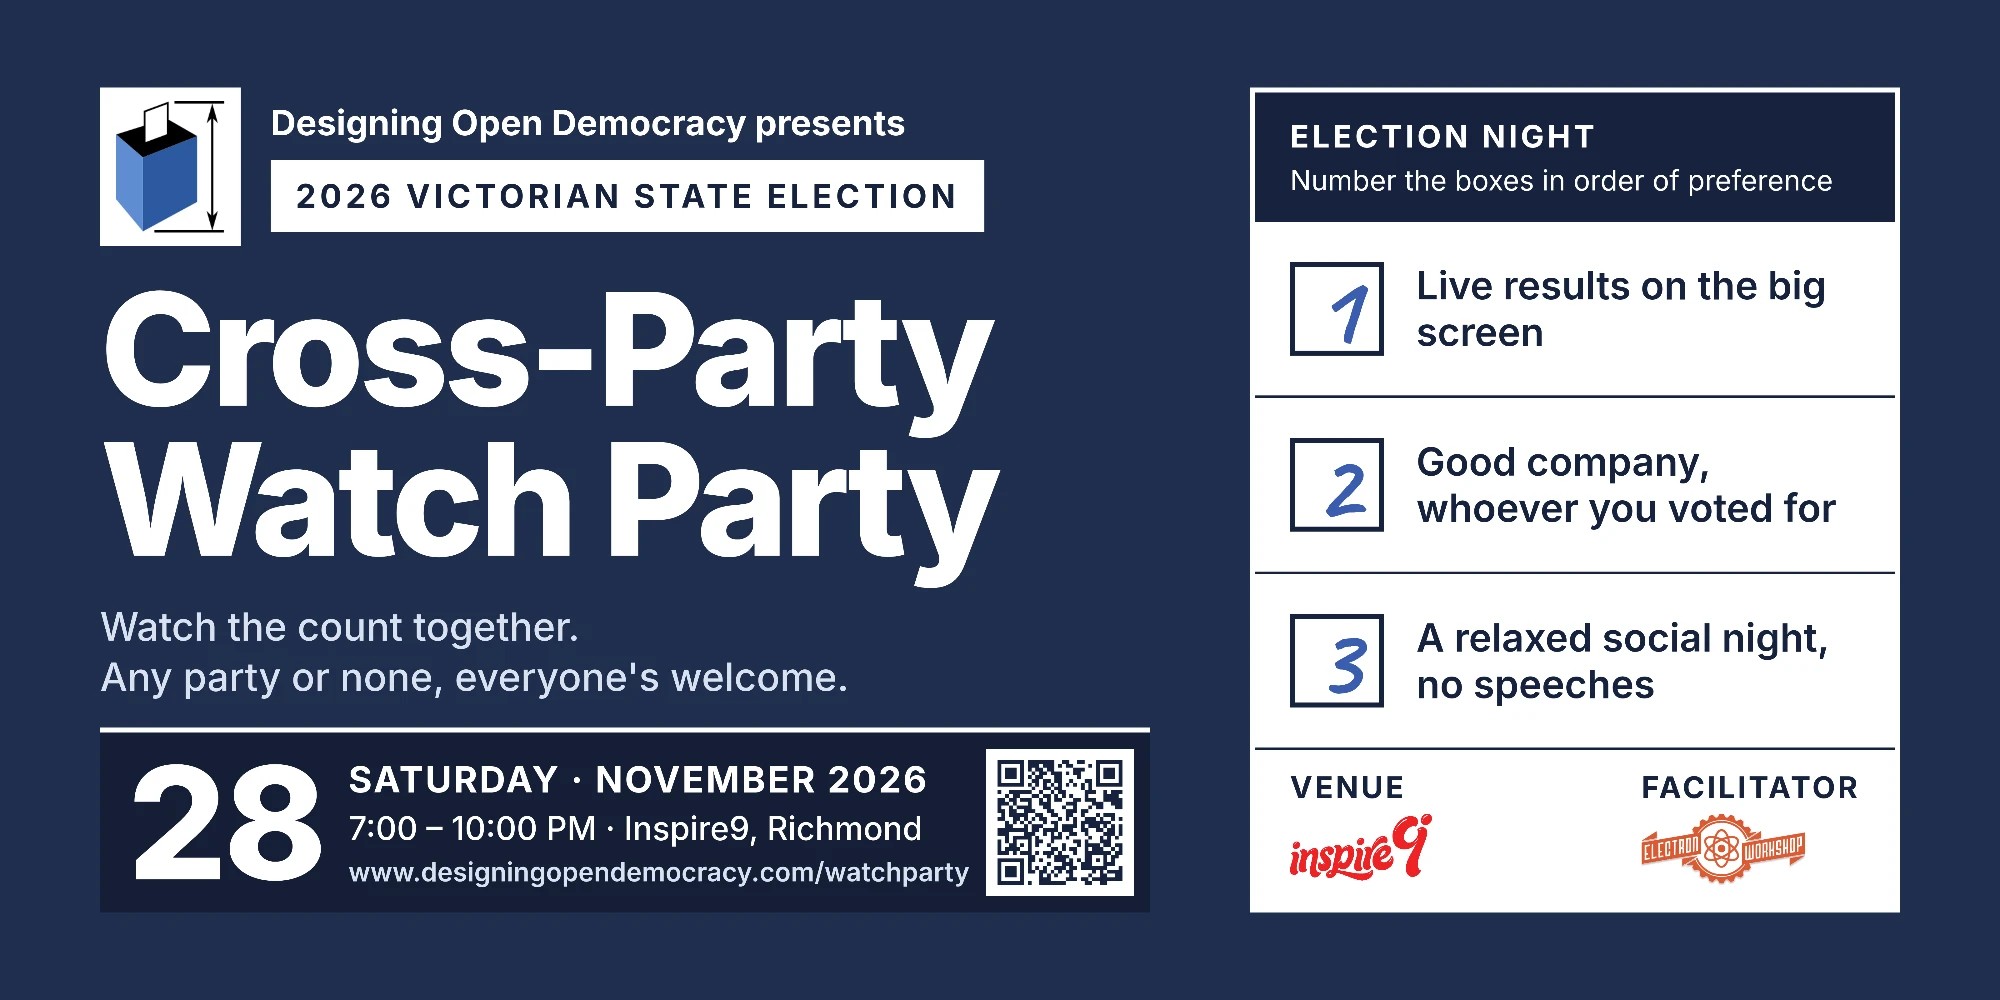 Designing Open Democracy presents
2026 VICTORIAN STATE ELECTION
Cross-Party
Watch Party
Watch the count together.
Any party or none, everyone's welcome.
28
SATURDAY · NOVEMBER 2026
7:00 – 10:00 PM · Inspire9, Richmond
www.designingopendemocracy.com/watchparty
ELECTION NIGHT
Number the boxes in order of preference
1
Live results on the big
screen
2
Good company,
whoever you voted for
3
A relaxed social night,
no speeches
VENUE
inspire9
FACILITATOR
ELECTRON WORKSHOP